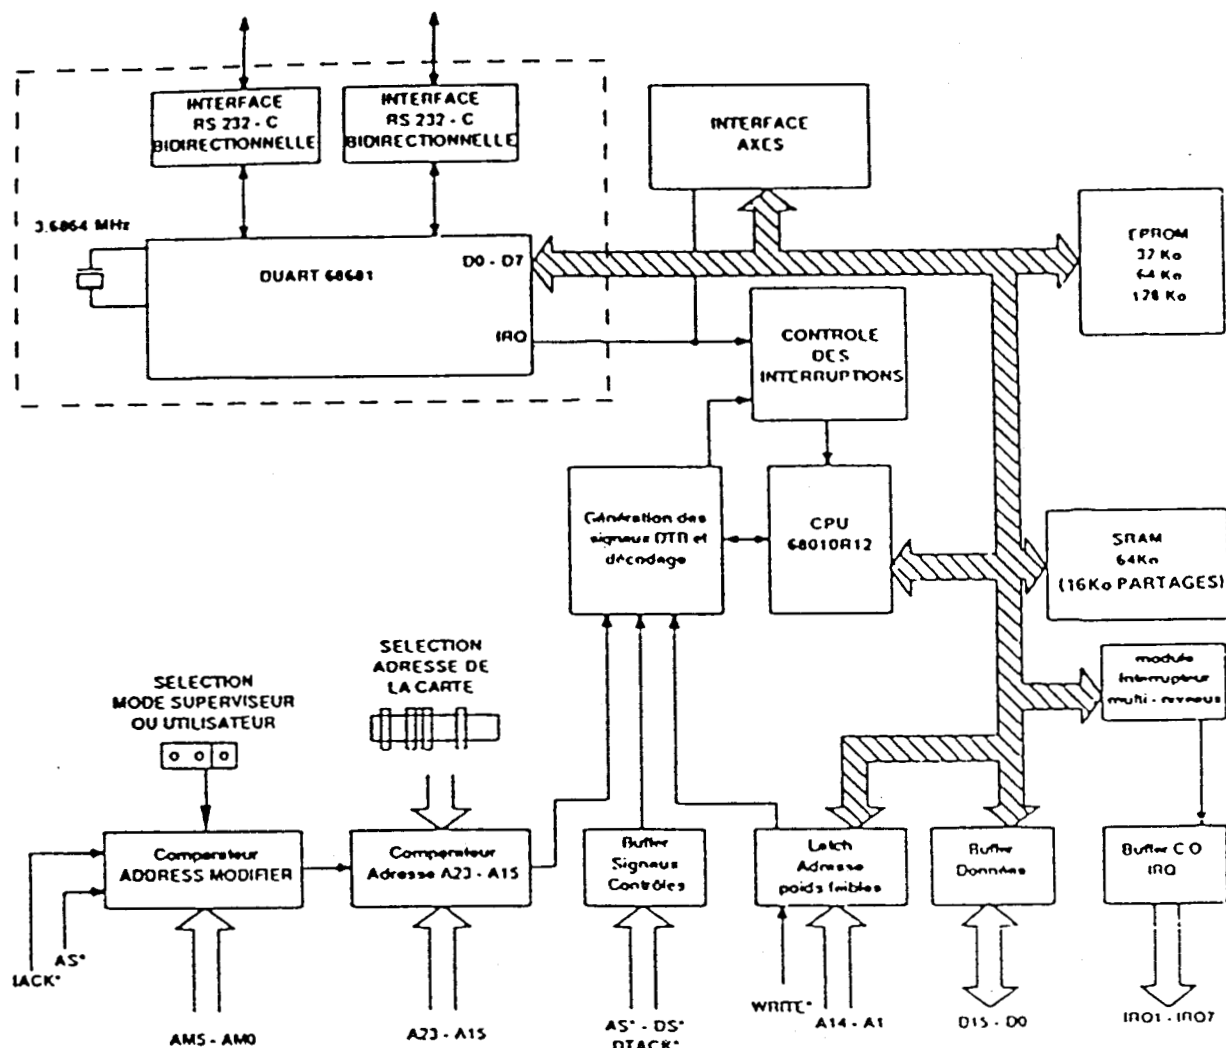 INTERFACE
RS 232 - C
BIDIRECTIONNELLE
INTERFACE
RS 232 - C
BIDIRECTIONNELLE
INTERFACE
AXES
3.6864 MHz
DUART 68681
D0 - D7
IRQ
EPROM
32 Ko
64 Ko
128 Ko
CONTROLE
DES
INTERRUPTIONS
Génération des
signaux DTB et
décodage
CPU
68010R12
SRAM
64Ko
(16Ko PARTAGES)
SELECTION
MODE SUPERVISEUR
OU UTILISATEUR
SELECTION
ADRESSE DE
LA CARTE
module
Interrupteur
multi - niveaux
Comparateur
ADDRESS MODIFIER
Comparateur
Adresse A23 - A15
Buffer
Signaux
Contrôles
Latch
Adresse
poids faibles
Buffer
Données
Buffer C.O
IRQ
IACK*
AS*
AM5 - AM0
A23 - A15
AS* - DS*
DTACK*
WRITE*
A14 - A1
D15 - D0
IRQ1 - IRQ7